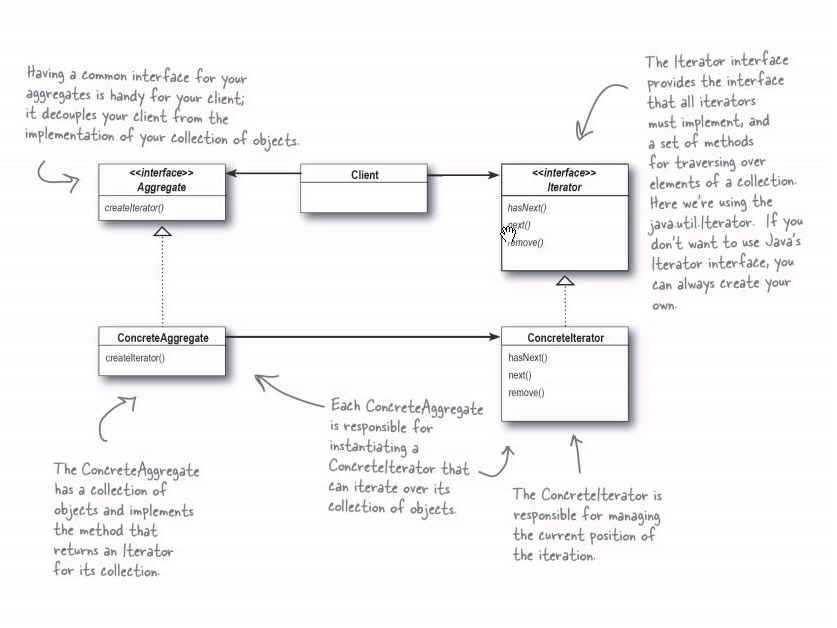 Having a common interface for your
aggregates is handy for your client;
it decouples your client from the
implementation of your collection of objects.
The Iterator interface
provides the interface
that all iterators
must implement, and
a set of methods
for traversing over
elements of a collection.
Here we're using the
java.util.Iterator. If you
don't want to use Java's
Iterator interface, you
can always create your
own.
<<interface>>
Aggregate
createIterator()
Client
<<interface>>
Iterator
hasNext()
next()
remove()
ConcreteAggregate
createIterator()
ConcreteIterator
hasNext()
next()
remove()
Each ConcreteAggregate
is responsible for
instantiating a
ConcreteIterator that
can iterate over its
collection of objects.
The ConcreteAggregate
has a collection of
objects and implements
the method that
returns an Iterator
for its collection.
The ConcreteIterator is
responsible for managing
the current position of
the iteration.